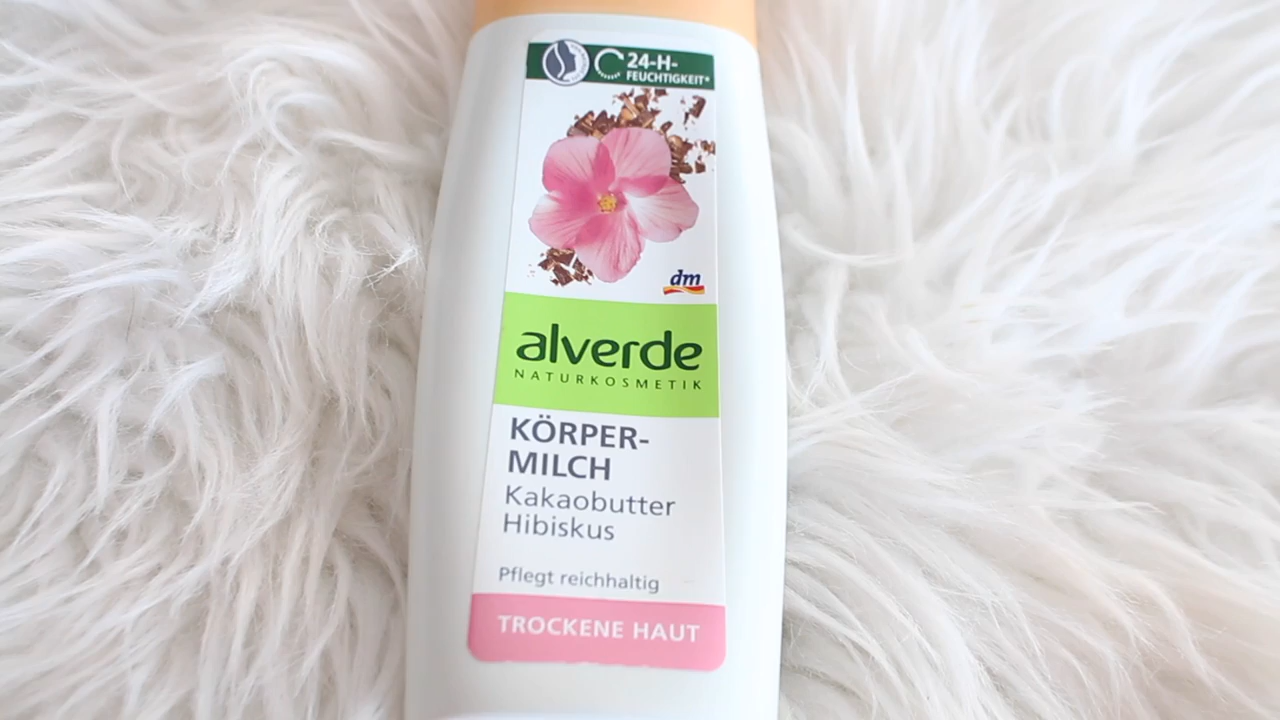 24-H-
FEUCHTIGKEIT*
dm
alverde
NATURKOSMETIK
KÖRPER-
MILCH
Kakaobutter
Hibiskus
Pflegt reichhaltig
TROCKENE HAUT